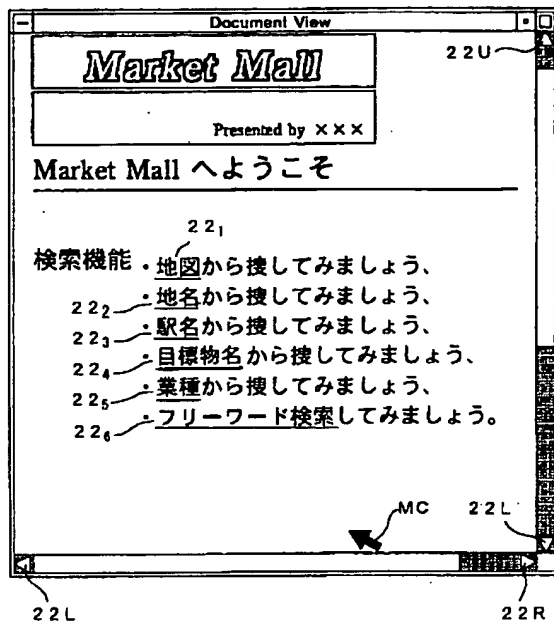 Document View
Market Mall
22U
Presented by ×××
Market Mall へようこそ
22₁
検索機能 ・地図から捜してみましょう、
22₂ ・地名から捜してみましょう、
22₃ ・駅名から捜してみましょう、
22₄ ・目標物名から捜してみましょう、
22₅ ・業種から捜してみましょう、
22₆ ・フリーワード検索してみましょう。
MC 22L
22L 22R